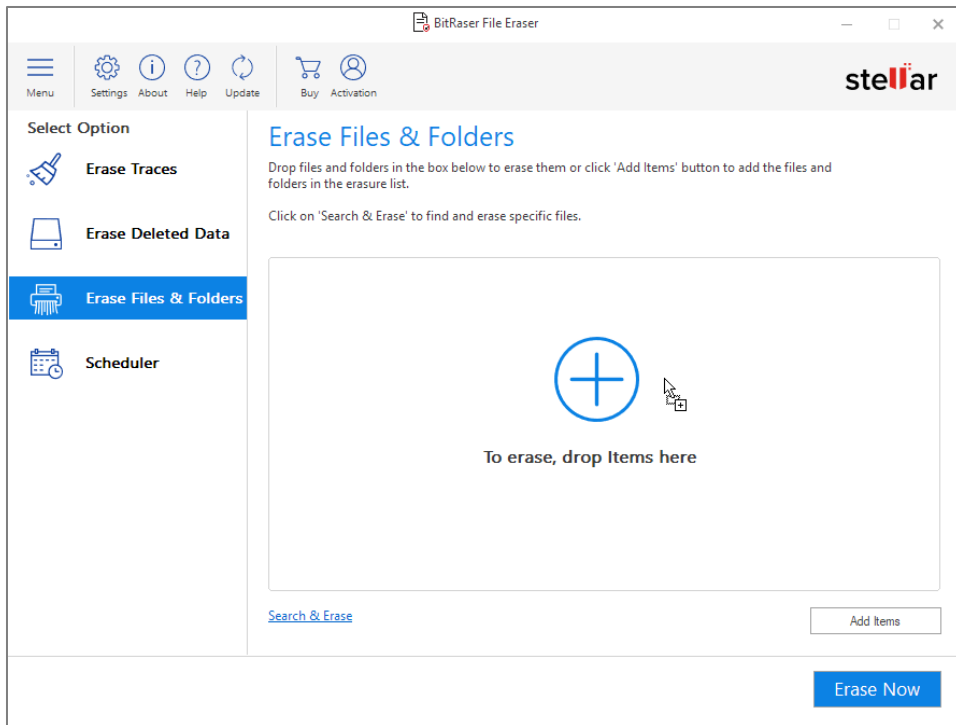 BitRaser File Eraser
Menu
Settings
About
Help
Update
Buy
Activation
stellar
Select Option
Erase Traces
Erase Deleted Data
Erase Files & Folders
Scheduler
Erase Files & Folders
Drop files and folders in the box below to erase them or click 'Add Items' button to add the files and
folders in the erasure list.
Click on 'Search & Erase' to find and erase specific files.
To erase, drop Items here
Search & Erase
Add Items
Erase Now